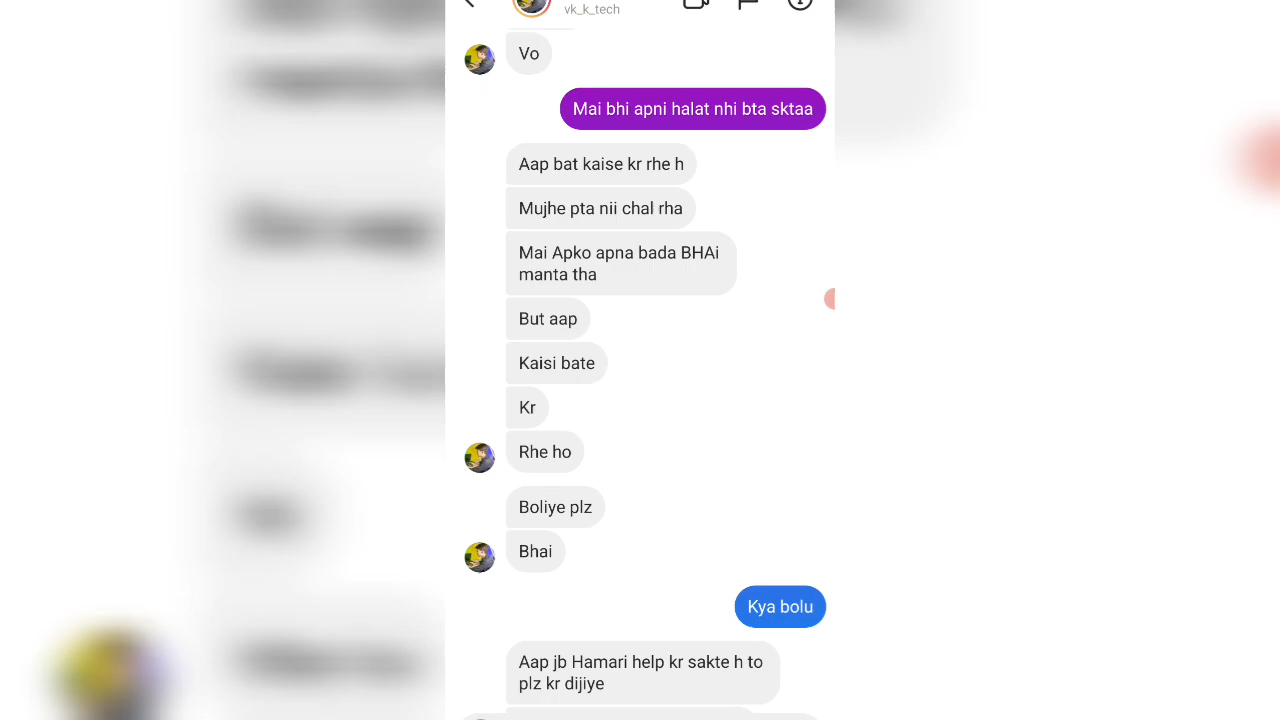 vk_k_tech
Vo
Mai bhi apni halat nhi bta sktaa
Aap bat kaise kr rhe h
Mujhe pta nii chal rha
Mai Apko apna bada BHAi
manta tha
But aap
Kaisi bate
Kr
Rhe ho
Boliye plz
Bhai
Kya bolu
Aap jb Hamari help kr sakte h to
plz kr dijiye